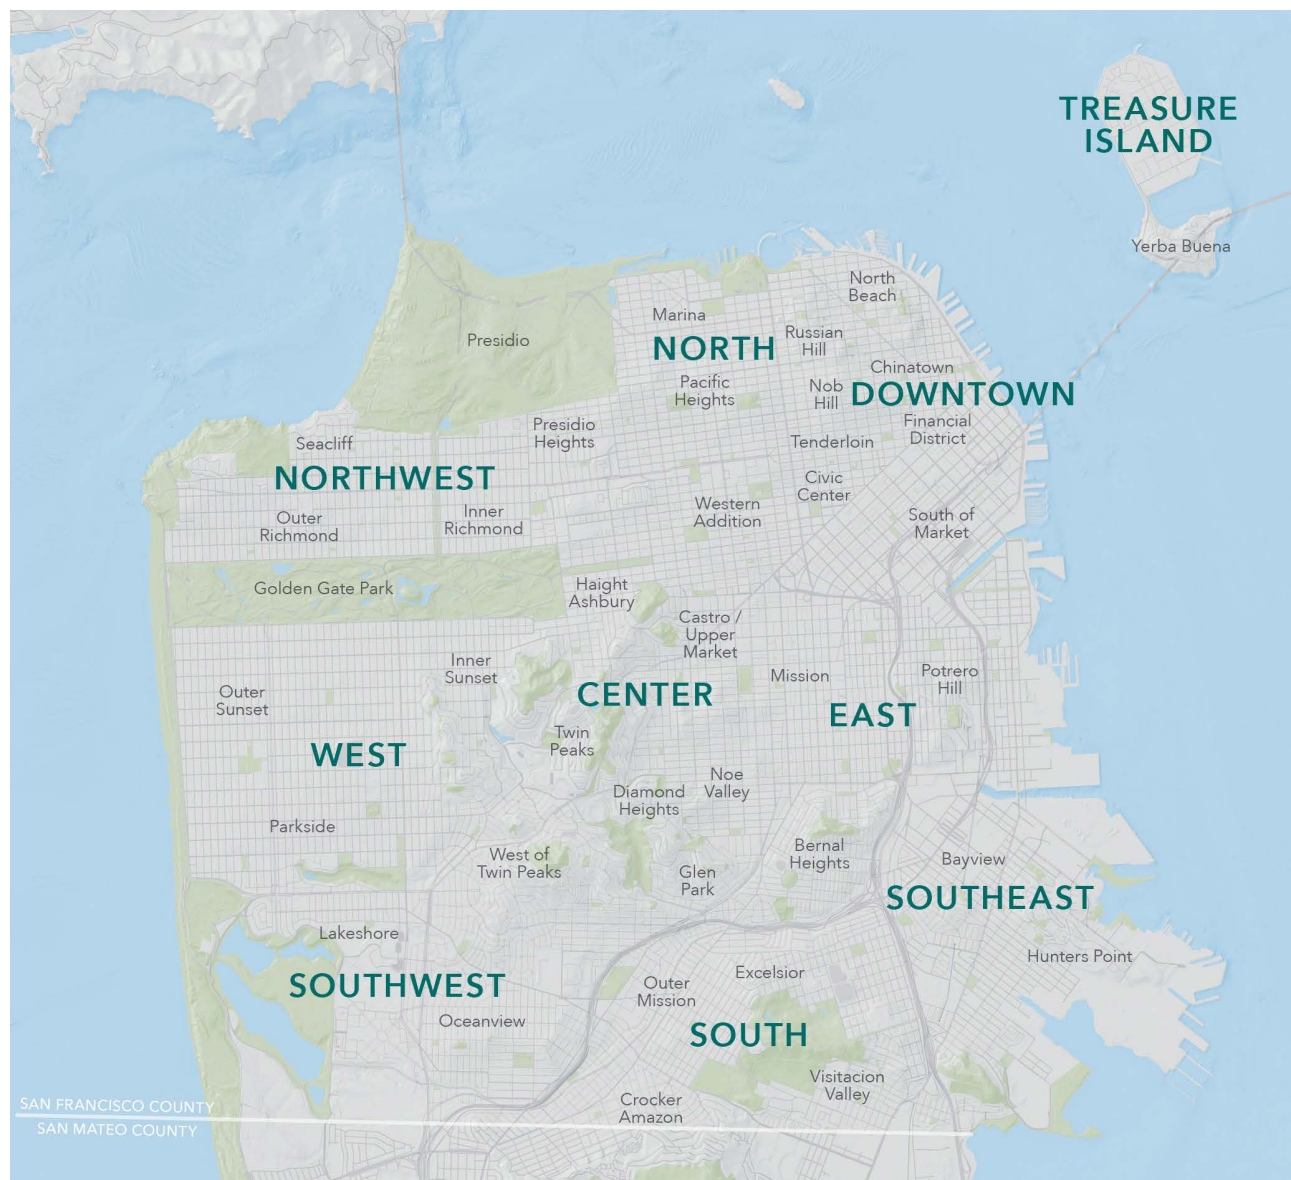 TREASURE
ISLAND
Yerba Buena
North
Beach
Marina
Russian
Hill
NORTH
Presidio
Chinatown
Pacific
Heights
Nob
Hill
DOWNTOWN
Financial
District
Presidio
Heights
Seacliff
Tenderloin
NORTHWEST
Civic
Center
Outer
Richmond
Inner
Richmond
Western
Addition
South of
Market
Golden Gate Park
Haight
Ashbury
Castro /
Upper
Market
Inner
Sunset
Mission
Potrero
Hill
Outer
Sunset
CENTER
EAST
Twin
Peaks
WEST
Noe
Valley
Diamond
Heights
Parkside
West of
Twin Peaks
Bernal
Heights
Bayview
Glen
Park
SOUTHEAST
Lakeshore
Hunters Point
SOUTHWEST
Excelsior
Outer
Mission
Oceanview
SOUTH
Visitacion
Valley
Crocker
Amazon
SAN FRANCISCO COUNTY
SAN MATEO COUNTY